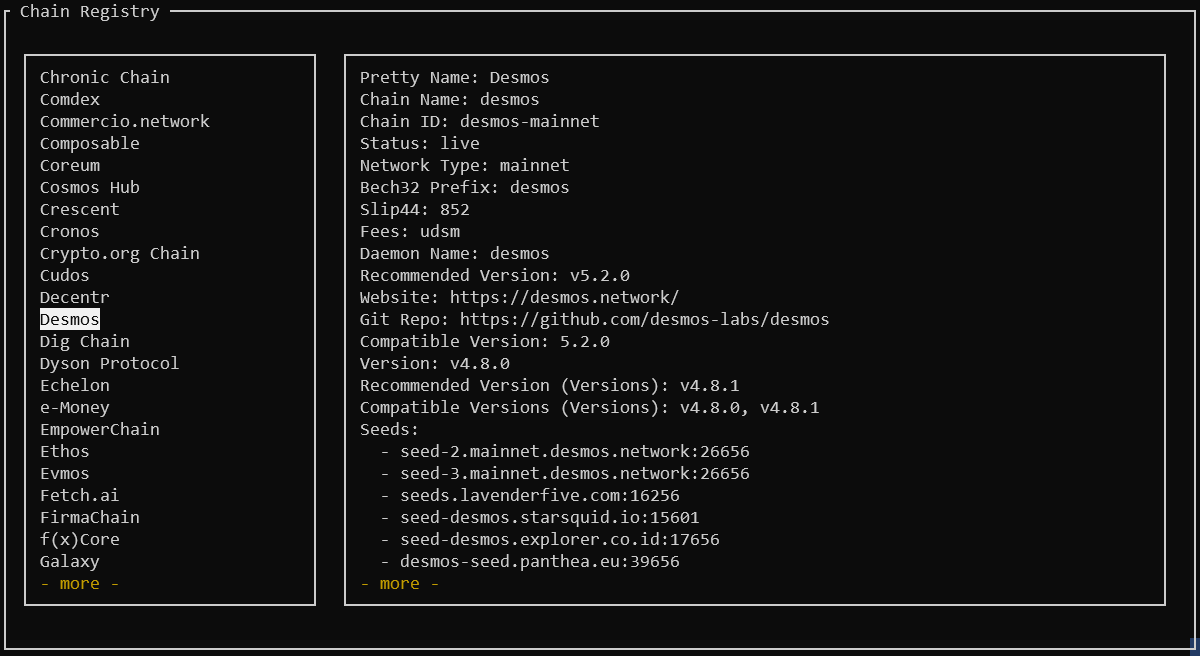 Chain Registry
Chronic Chain
Comdex
Commercio.network
Composable
Coreum
Cosmos Hub
Crescent
Cronos
Crypto.org Chain
Cudos
Decentr
Desmos
Dig Chain
Dyson Protocol
Echelon
e-Money
EmpowerChain
Ethos
Evmos
Fetch.ai
FirmaChain
f(x)Core
Galaxy
- more -
Pretty Name: Desmos
Chain Name: desmos
Chain ID: desmos-mainnet
Status: live
Network Type: mainnet
Bech32 Prefix: desmos
Slip44: 852
Fees: udsm
Daemon Name: desmos
Recommended Version: v5.2.0
Website: https://desmos.network/
Git Repo: https://github.com/desmos-labs/desmos
Compatible Version: 5.2.0
Version: v4.8.0
Recommended Version (Versions): v4.8.1
Compatible Versions (Versions): v4.8.0, v4.8.1
Seeds:
- seed-2.mainnet.desmos.network:26656
- seed-3.mainnet.desmos.network:26656
- seeds.lavenderfive.com:16256
- seed-desmos.starsquid.io:15601
- seed-desmos.explorer.co.id:17656
- desmos-seed.panthea.eu:39656
- more -